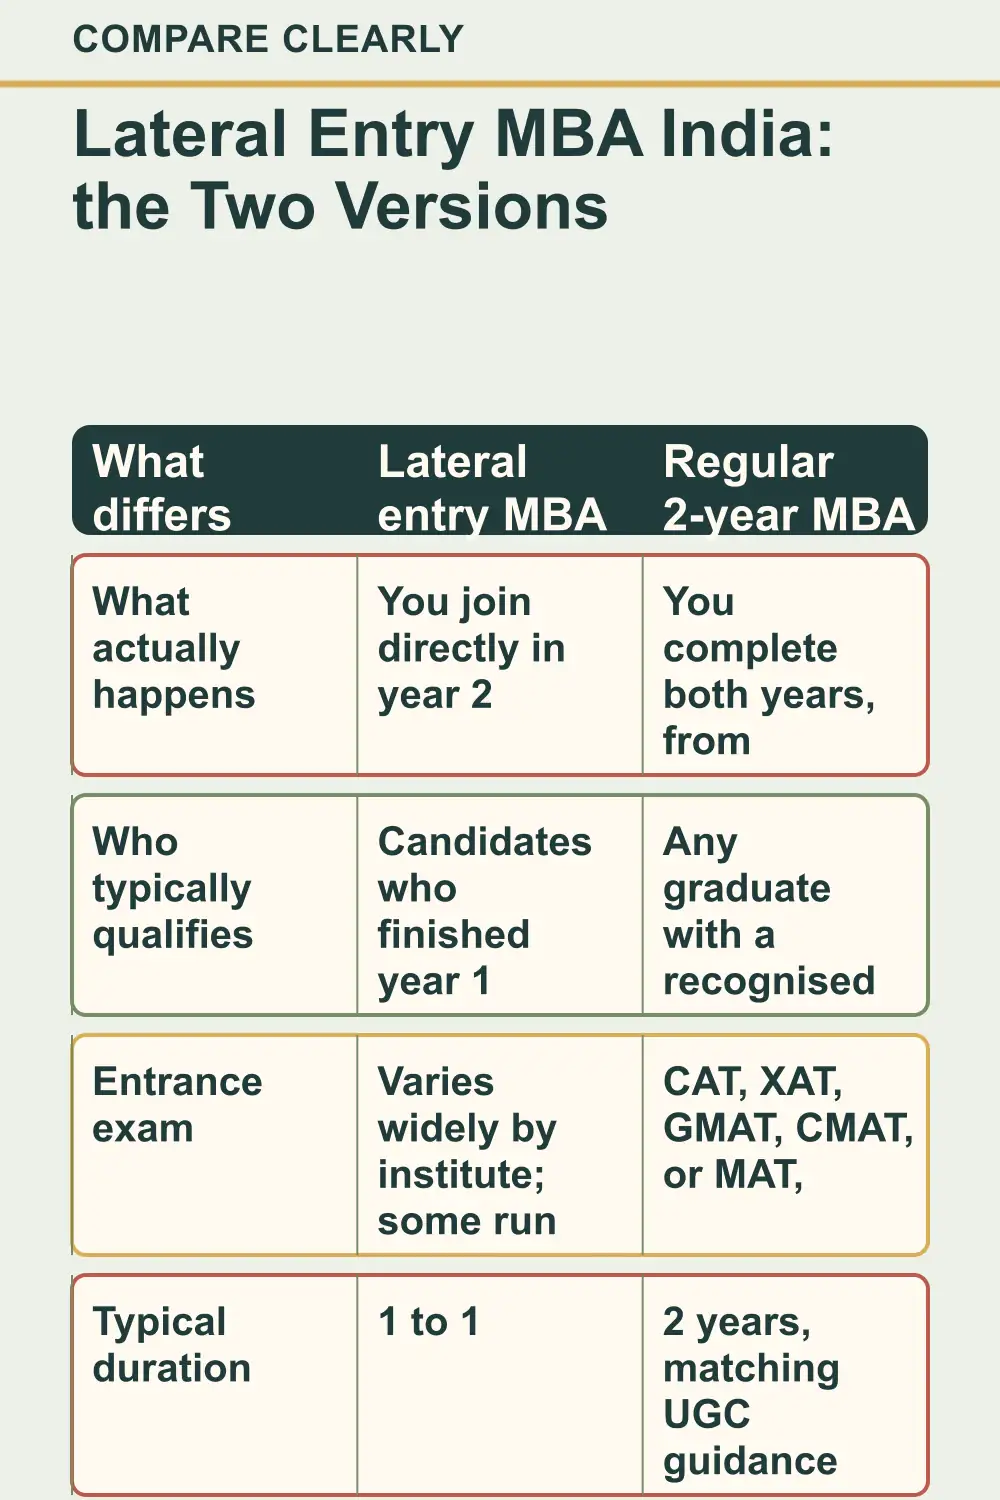 COMPARE CLEARLY
Lateral Entry MBA India:
the Two Versions
What
differs
Lateral
entry MBA
Regular
2-year MBA
What
actually
happens
You join
directly in
year 2
You
complete
both years,
from
Who
typically
qualifies
Candidates
who
finished
year 1
Any
graduate
with a
recognised
Entrance
exam
Varies
widely by
institute;
some run
CAT, XAT,
GMAT, CMAT,
or MAT,
Typical
duration
1 to 1
2 years,
matching
UGC
guidance